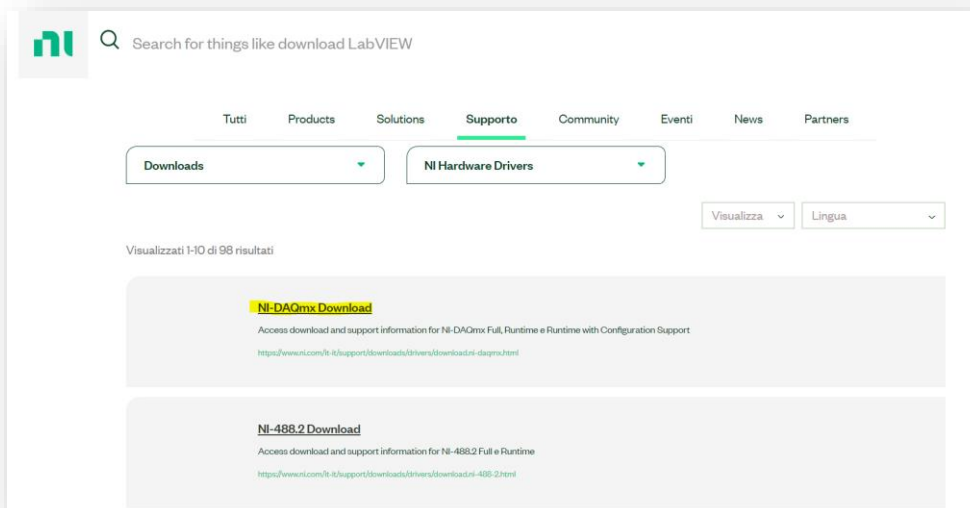 ni
Search for things like download LabVIEW
Tutti Products Solutions Supporto Community Eventi News Partners
Downloads NI Hardware Drivers
Visualizza Lingua
Visualizzati 1-10 di 98 risultati
NI-DAQmx Download
Access download and support information for NI-DAQmx Full, Runtime e Runtime with Configuration Support
https://www.ni.com/it-it/support/downloads/drivers/download.ni-daqmx.html
NI-488.2 Download
Access download and support information for NI-488.2 Full e Runtime
https://www.ni.com/it-it/support/downloads/drivers/download.ni-488-2.html